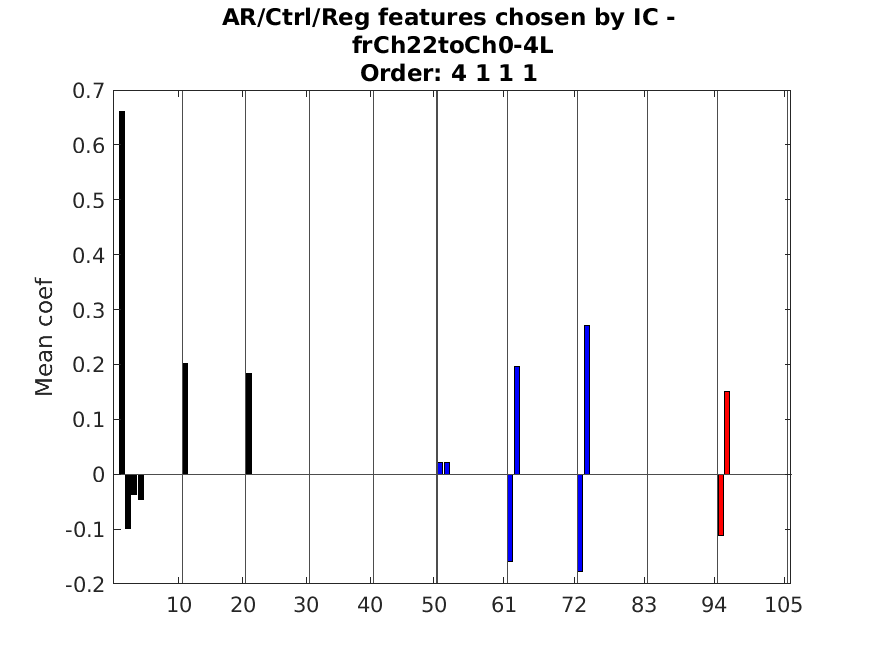 AR/Ctrl/Reg features chosen by IC -
frCh22toCh0-4L
Order: 4 1 1 1
0.7
0.6
0.5
0.4
0.3
0.2
0.1
0
-0.1
-0.2
Mean coef
10 20 30 40 50 61 72 83 94 105